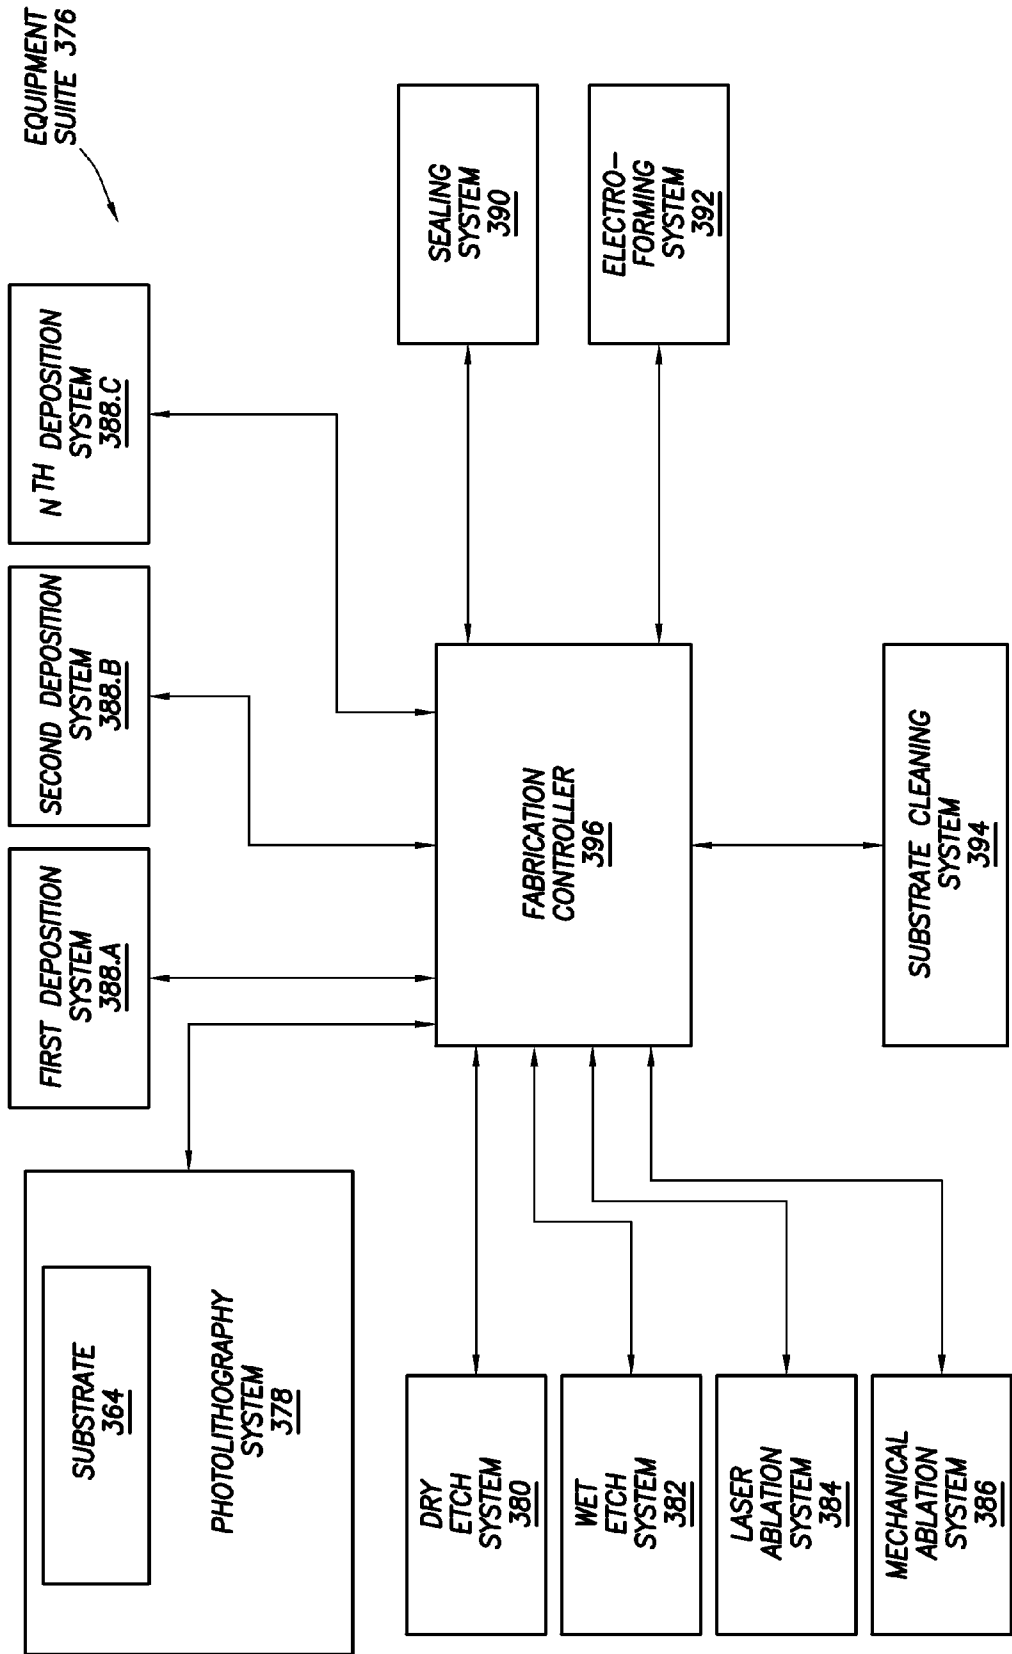 EQUIPMENT
SUITE 376
SUBSTRATE
364
PHOTOLITHOGRAPHY
SYSTEM
378
FIRST DEPOSITION
SYSTEM
388.A
SECOND DEPOSITION
SYSTEM
388.B
NTH DEPOSITION
SYSTEM
388.C
DRY
ETCH
SYSTEM
380
WET
ETCH
SYSTEM
382
LASER
ABLATION
SYSTEM
384
MECHANICAL
ABLATION
SYSTEM
386
FABRICATION
CONTROLLER
396
SEALING
SYSTEM
390
ELECTRO-
FORMING
SYSTEM
392
SUBSTRATE CLEANING
SYSTEM
394